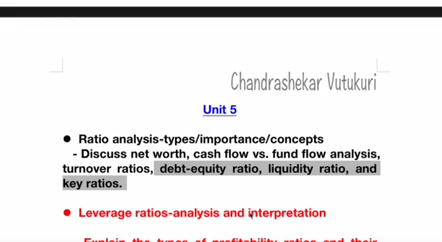 Chandrashekar Vutukuri
Unit 5
● Ratio analysis-types/importance/concepts
- Discuss net worth, cash flow vs. fund flow analysis,
turnover ratios, debt-equity ratio, liquidity ratio, and
key ratios.
● Leverage ratios-analysis and interpretation
- Explain the types of profitability ratios and their